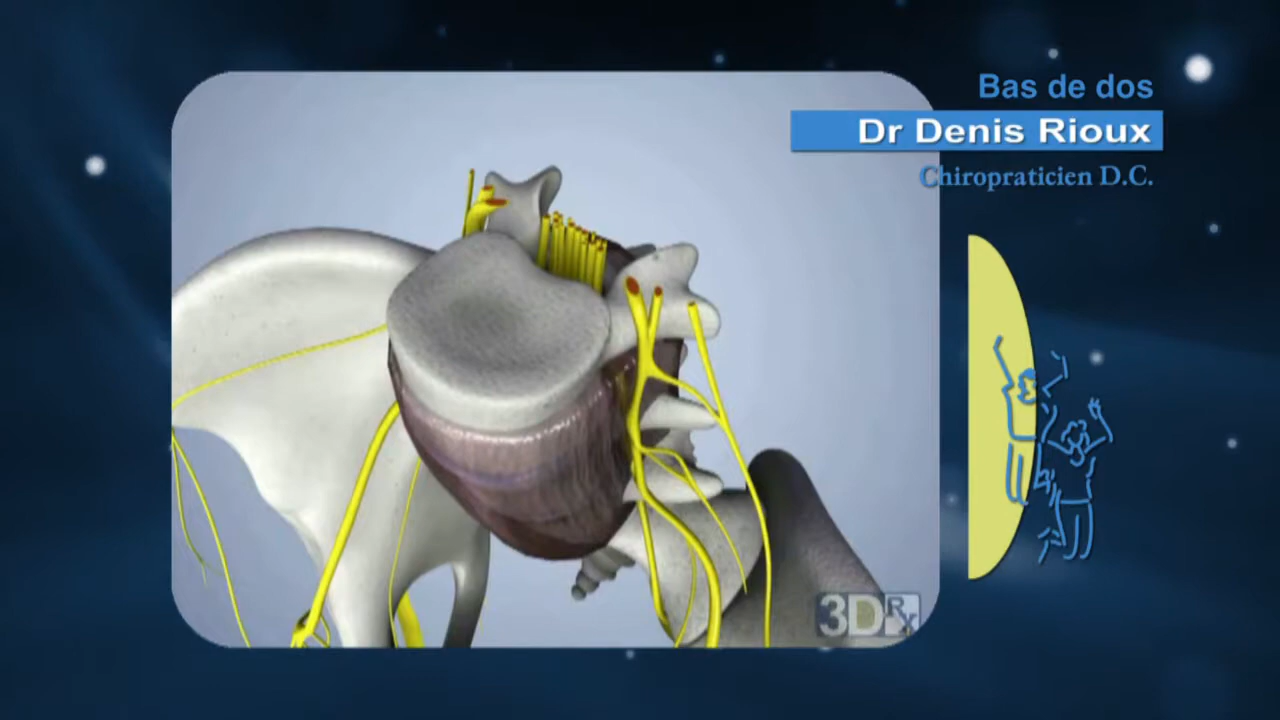 Bas de dos
Dr Denis Rioux
Chiropraticien D.C.
3DRx